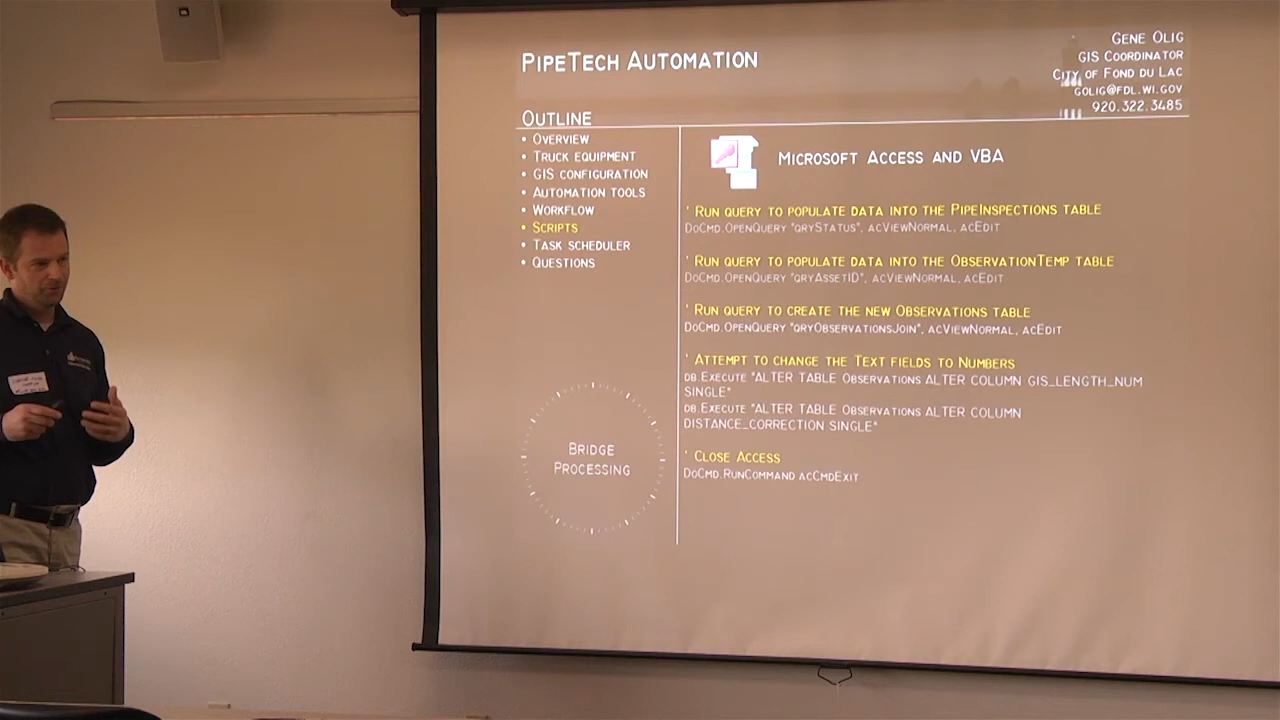 PIPETECH AUTOMATION
GENE OLIG
GIS COORDINATOR
CITY OF FOND DU LAC
GOLIG@FDL.WI.GOV
920.322.3485
OUTLINE
• OVERVIEW
• TRUCK EQUIPMENT
• GIS CONFIGURATION
• AUTOMATION TOOLS
• WORKFLOW
• SCRIPTS
• TASK SCHEDULER
• QUESTIONS
BRIDGE
PROCESSING
MICROSOFT ACCESS AND VBA
' RUN QUERY TO POPULATE DATA INTO THE PIPEINSPECTIONS TABLE
DOCMD.OPENQUERY "QRYSTATUS", ACVIEWNORMAL, ACEDIT
' RUN QUERY TO POPULATE DATA INTO THE OBSERVATIONTEMP TABLE
DOCMD.OPENQUERY "QRYASSETID", ACVIEWNORMAL, ACEDIT
' RUN QUERY TO CREATE THE NEW OBSERVATIONS TABLE
DOCMD.OPENQUERY "QRYOBSERVATIONSJOIN", ACVIEWNORMAL, ACEDIT
' ATTEMPT TO CHANGE THE TEXT FIELDS TO NUMBERS
DB.EXECUTE "ALTER TABLE OBSERVATIONS ALTER COLUMN GIS_LENGTH_NUM
SINGLE"
DB.EXECUTE "ALTER TABLE OBSERVATIONS ALTER COLUMN
DISTANCE_CORRECTION SINGLE"
' CLOSE ACCESS
DOCMD.RUNCOMMAND ACCMDEXIT